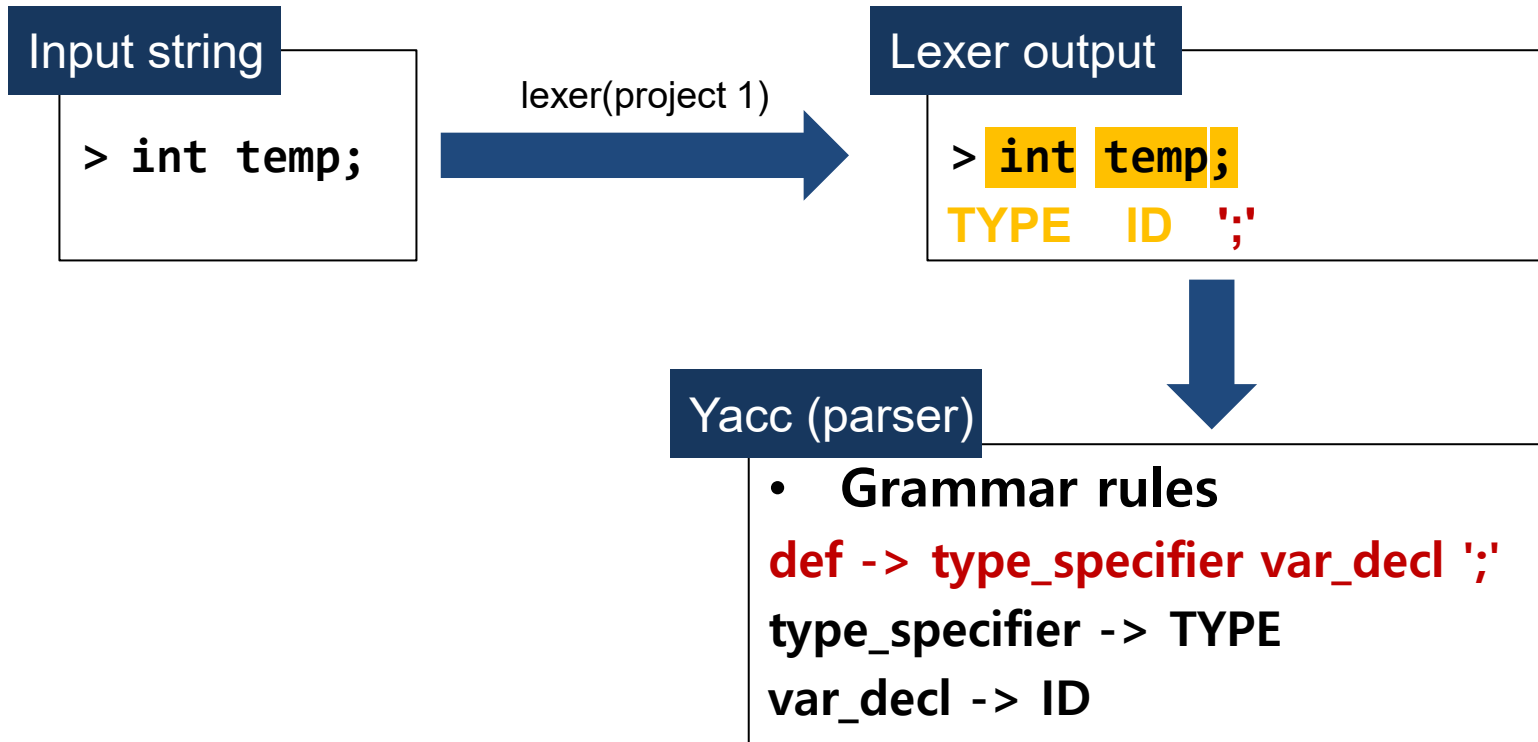 Input string
> int temp;
lexer(project 1)
Lexer output
> int temp;
TYPE ID ';'
Yacc (parser)
• Grammar rules
def -> type_specifier var_decl ';'
type_specifier -> TYPE
var_decl -> ID